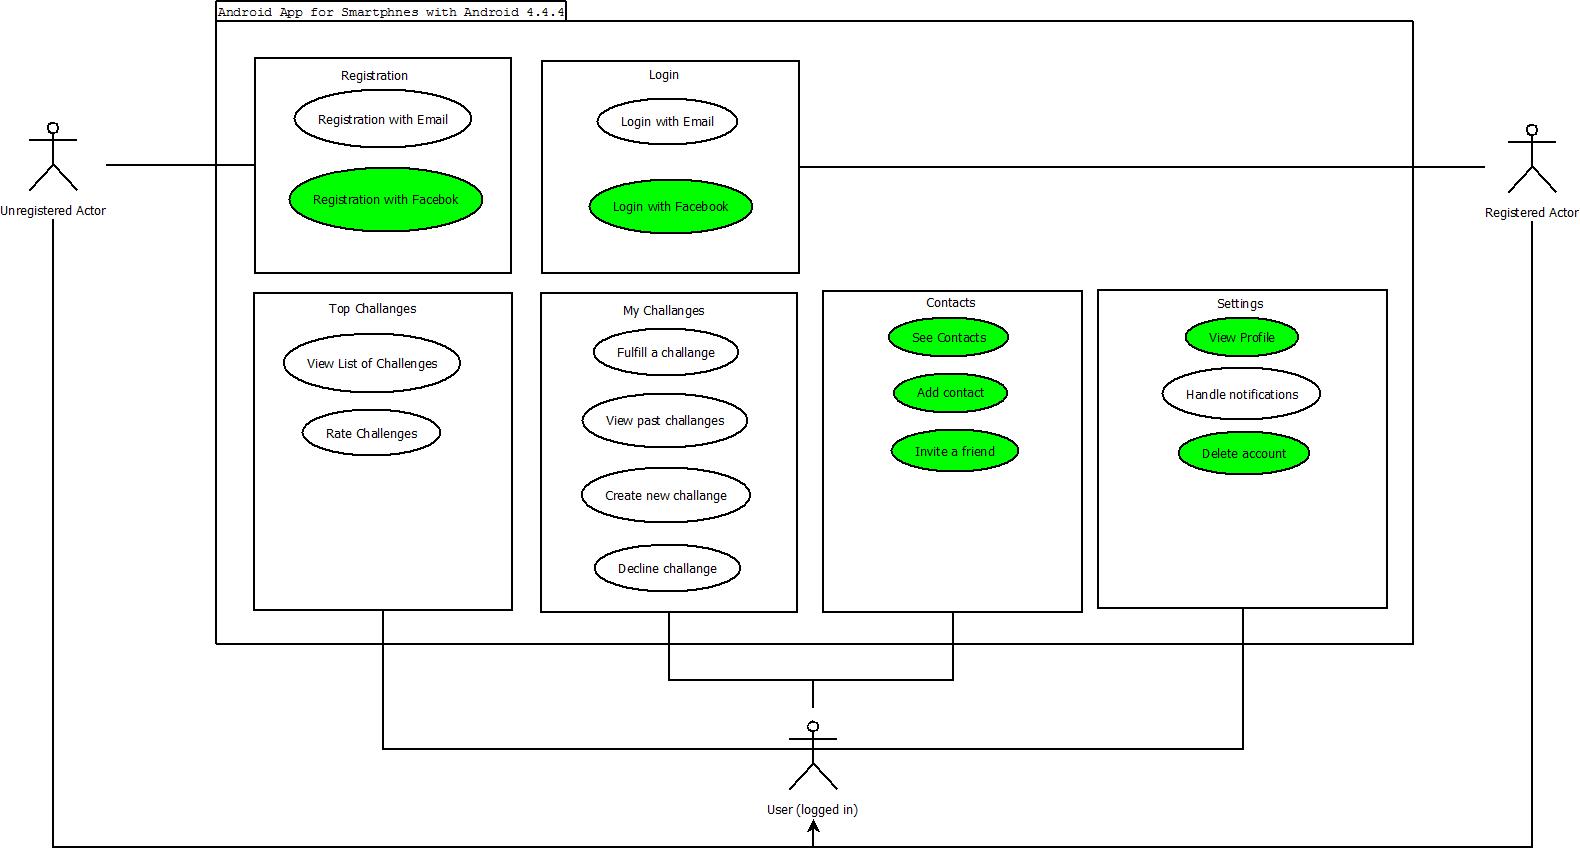 Android App for Smartphnes with Android 4.4.4
Registration
Registration with Email
Registration with Facebok
Login
Login with Email
Login with Facebook
Unregistered Actor
Registered Actor
Top Challanges
View List of Challenges
Rate Challenges
My Challanges
Fulfill a challange
View past challanges
Create new challange
Decline challange
Contacts
See Contacts
Add contact
Invite a friend
Settings
View Profile
Handle notifications
Delete account
User (logged in)